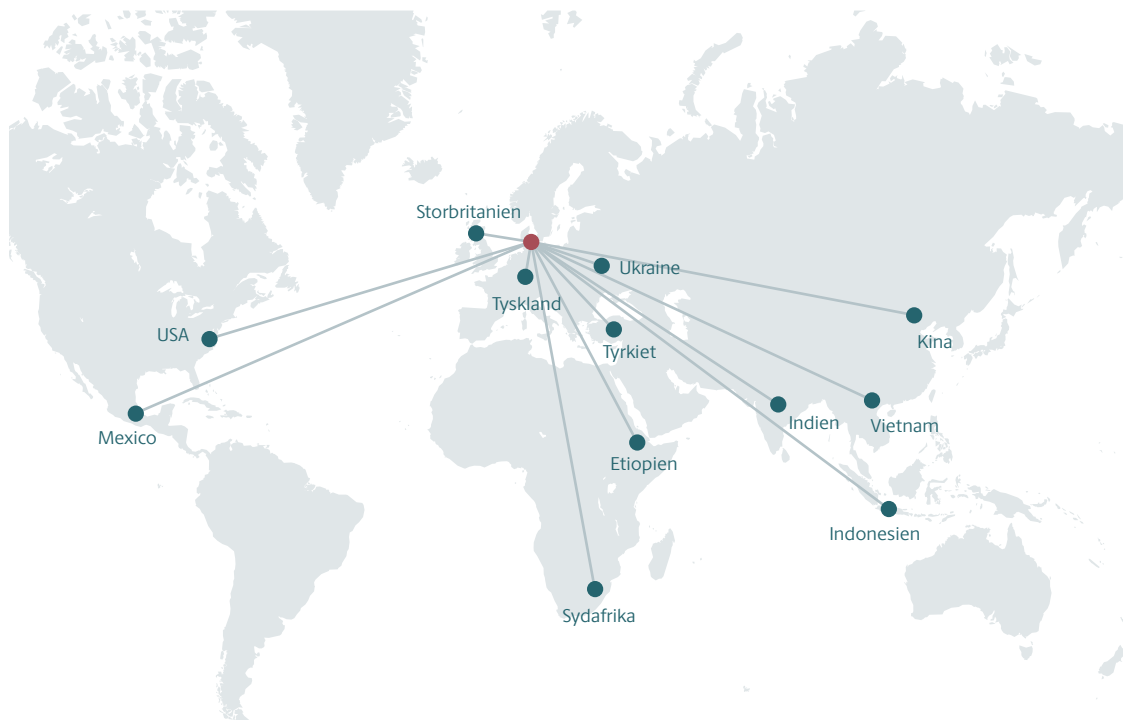 Storbritanien
Ukraine
Tyskland
USA
Kina
Tyrkiet
Indien
Vietnam
Mexico
Etiopien
Indonesien
Sydafrika